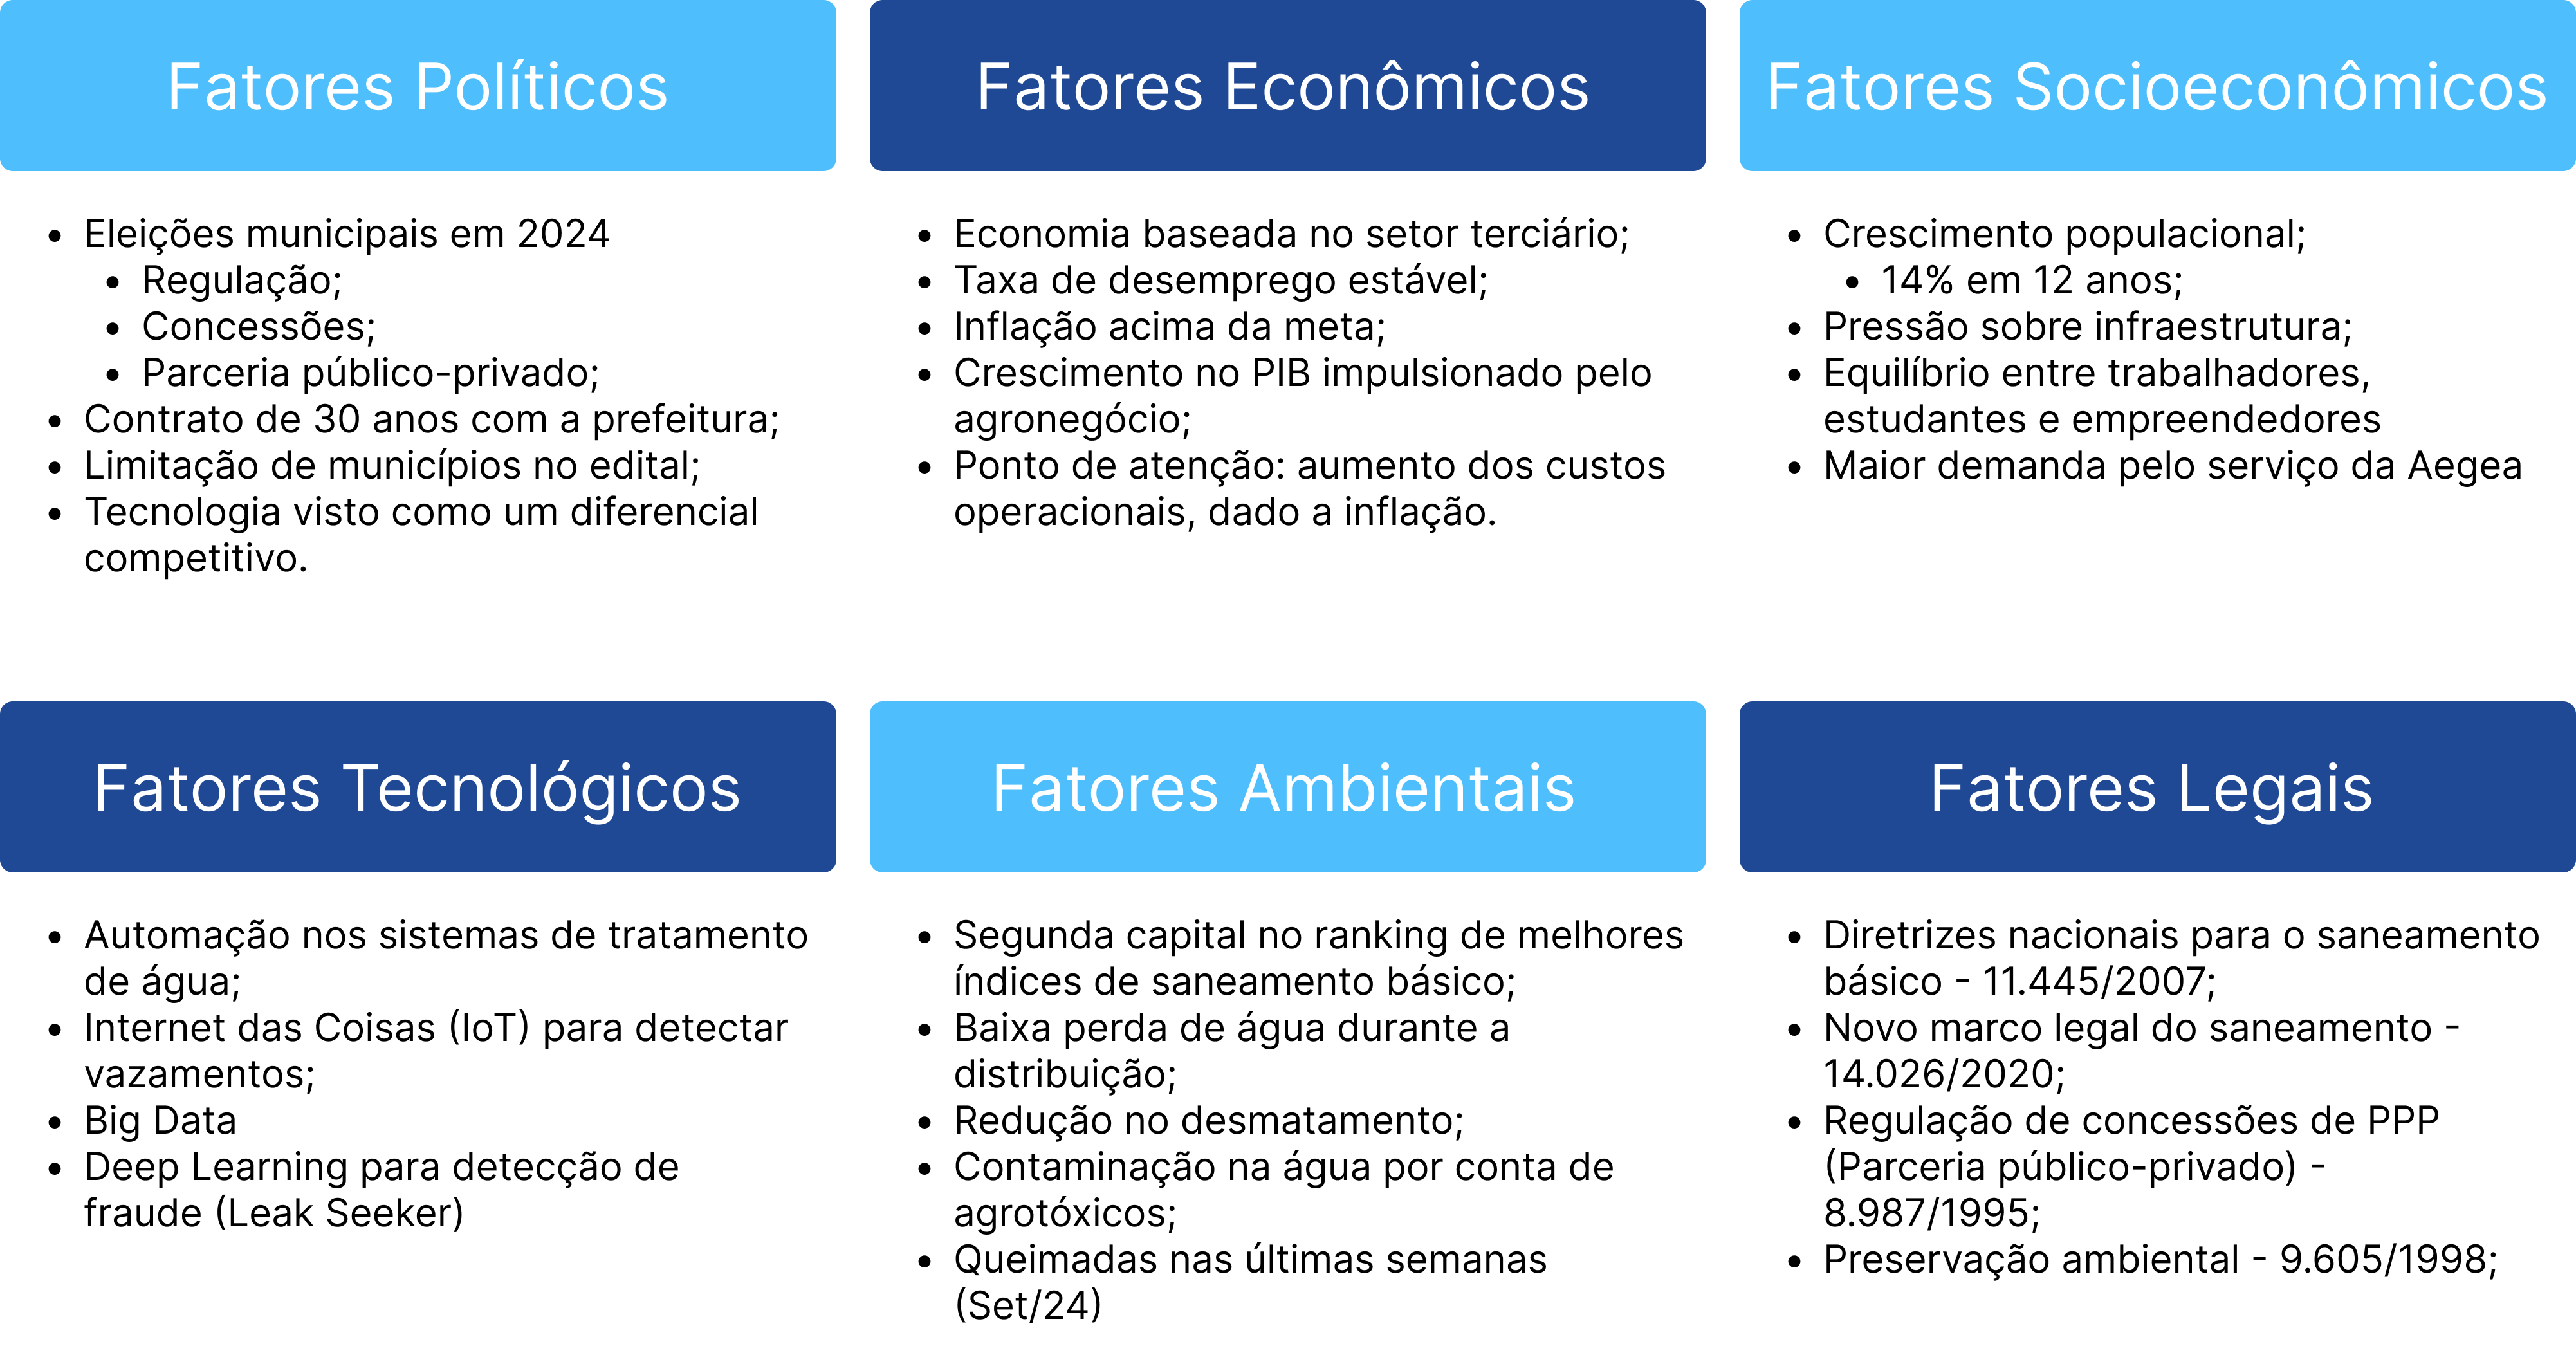 Fatores Políticos
• Eleições municipais em 2024
• Regulação;
• Concessões;
• Parceria público-privado;
• Contrato de 30 anos com a prefeitura;
• Limitação de municípios no edital;
• Tecnologia visto como um diferencial
competitivo.
Fatores Econômicos
• Economia baseada no setor terciário;
• Taxa de desemprego estável;
• Inflação acima da meta;
• Crescimento no PIB impulsionado pelo
agronegócio;
• Ponto de atenção: aumento dos custos
operacionais, dado a inflação.
Fatores Socioeconômicos
• Crescimento populacional;
• 14% em 12 anos;
• Pressão sobre infraestrutura;
• Equilíbrio entre trabalhadores,
estudantes e empreendedores
• Maior demanda pelo serviço da Aegea
Fatores Tecnológicos
• Automação nos sistemas de tratamento
de água;
• Internet das Coisas (IoT) para detectar
vazamentos;
• Big Data
• Deep Learning para detecção de
fraude (Leak Seeker)
Fatores Ambientais
• Segunda capital no ranking de melhores
índices de saneamento básico;
• Baixa perda de água durante a
distribuição;
• Redução no desmatamento;
• Contaminação na água por conta de
agrotóxicos;
• Queimadas nas últimas semanas
(Set/24)
Fatores Legais
• Diretrizes nacionais para o saneamento
básico - 11.445/2007;
• Novo marco legal do saneamento -
14.026/2020;
• Regulação de concessões de PPP
(Parceria público-privado) -
8.987/1995;
• Preservação ambiental - 9.605/1998;